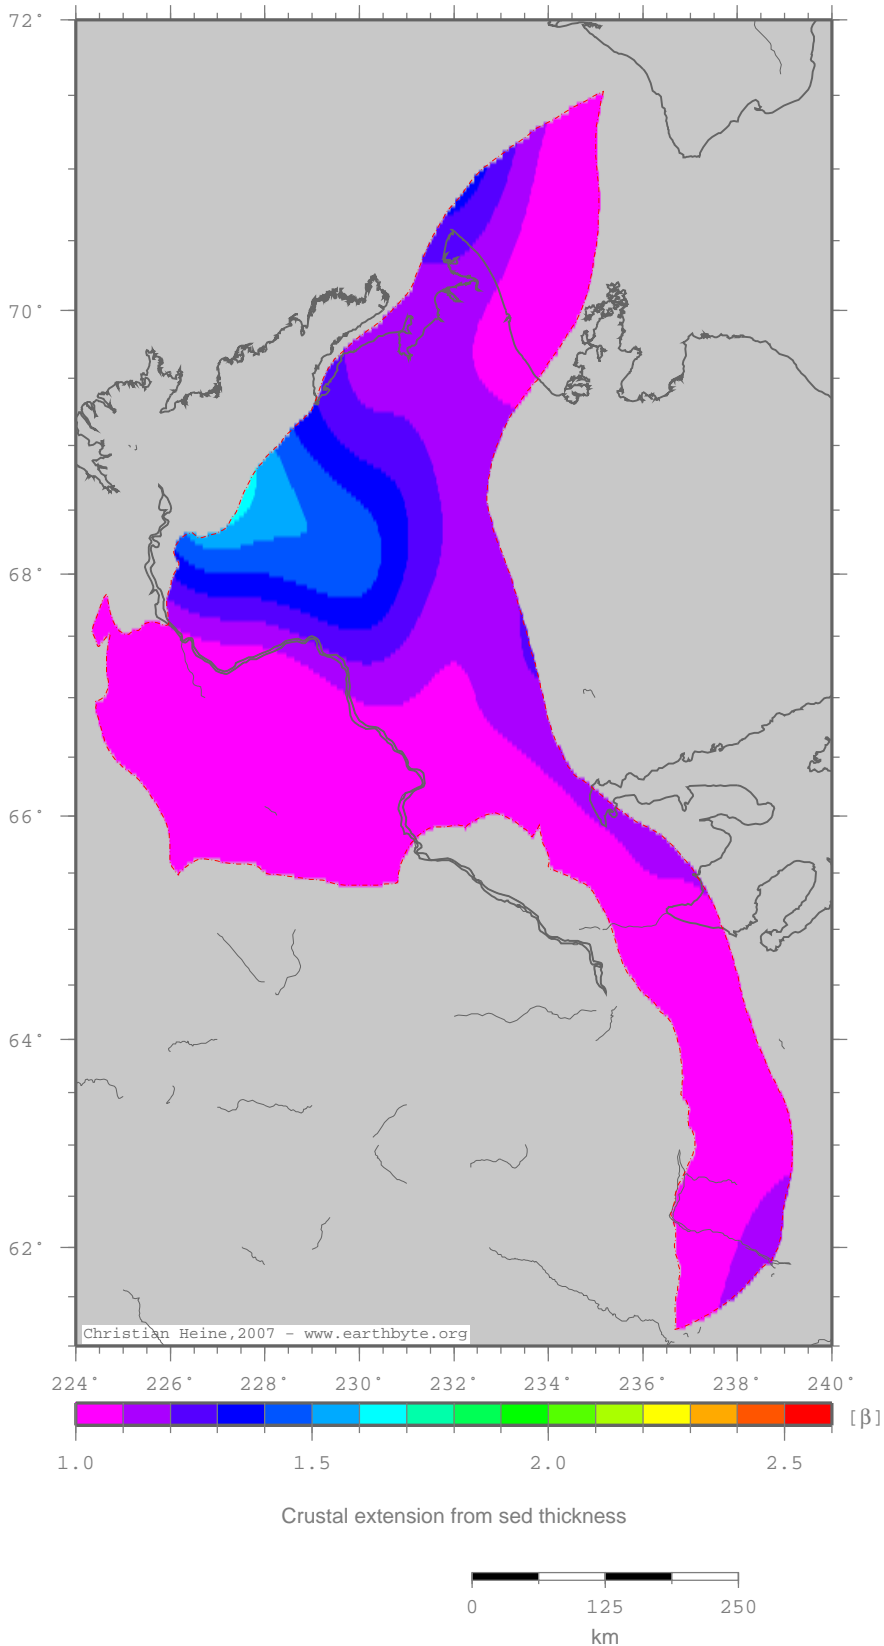 72°
70°
68°
66°
64°
62°
Christian Heine,2007 - www.earthbyte.org
224° 226° 228° 230° 232° 234° 236° 238° 240°
[β]
1.0 1.5 2.0 2.5
Crustal extension from sed thickness
0 125 250
km